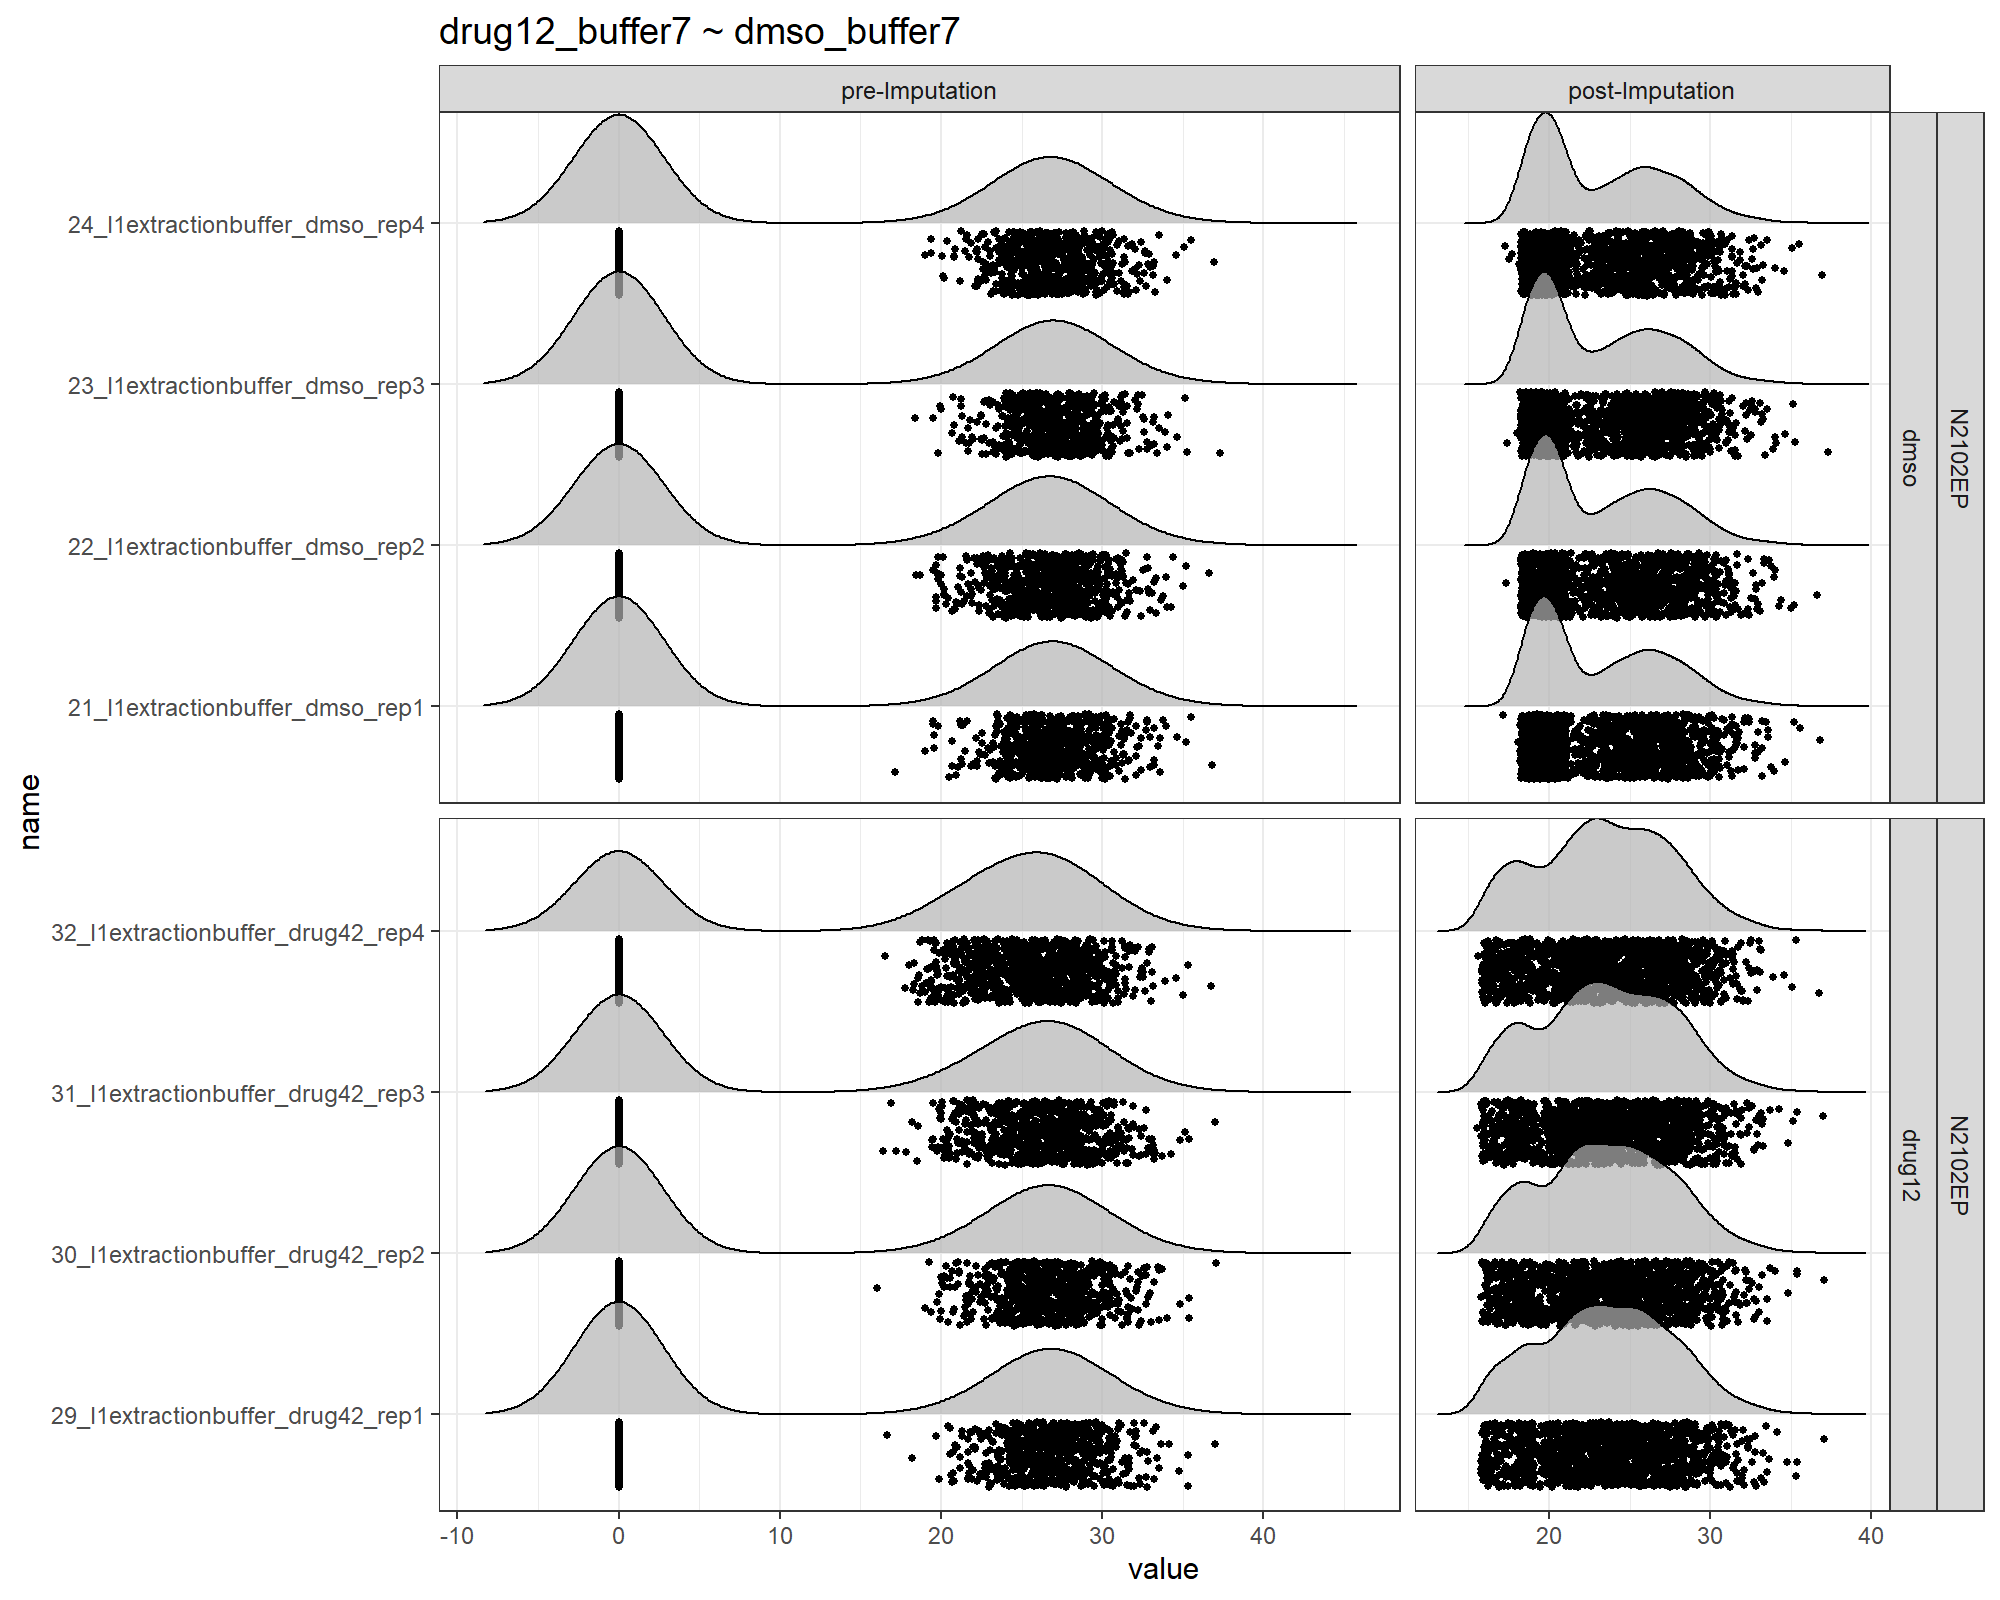 drug12_buffer7 ~ dmso_buffer7
pre-Imputation
post-Imputation
24_l1extractionbuffer_dmso_rep4
23_l1extractionbuffer_dmso_rep3
22_l1extractionbuffer_dmso_rep2
21_l1extractionbuffer_dmso_rep1
dmso
N2102EP
name
32_l1extractionbuffer_drug42_rep4
31_l1extractionbuffer_drug42_rep3
30_l1extractionbuffer_drug42_rep2
29_l1extractionbuffer_drug42_rep1
drug12
N2102EP
-10 0 10 20 30 40
20 30 40
value